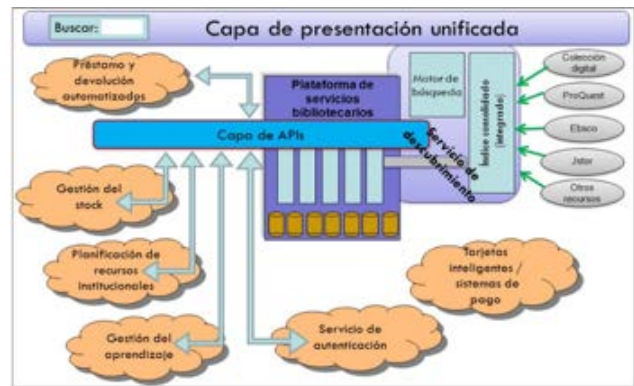 Buscar:
Capa de presentación unificada
Préstamo y
devolución
automatizados
Plataforma de
servicios
bibliotecarios
Motor de
búsqueda
Índice consolidado
(integrado)
Colección
digital
ProQuest
Ebsco
Jstor
Otros
recursos
Capa de APIs
Servicio de
descubrimiento
Gestión del
stock
Planificación de
recursos
institucionales
Gestión del
aprendizaje
Servicio de
autenticación
Tarjetas
inteligentes /
sistemas de
pago